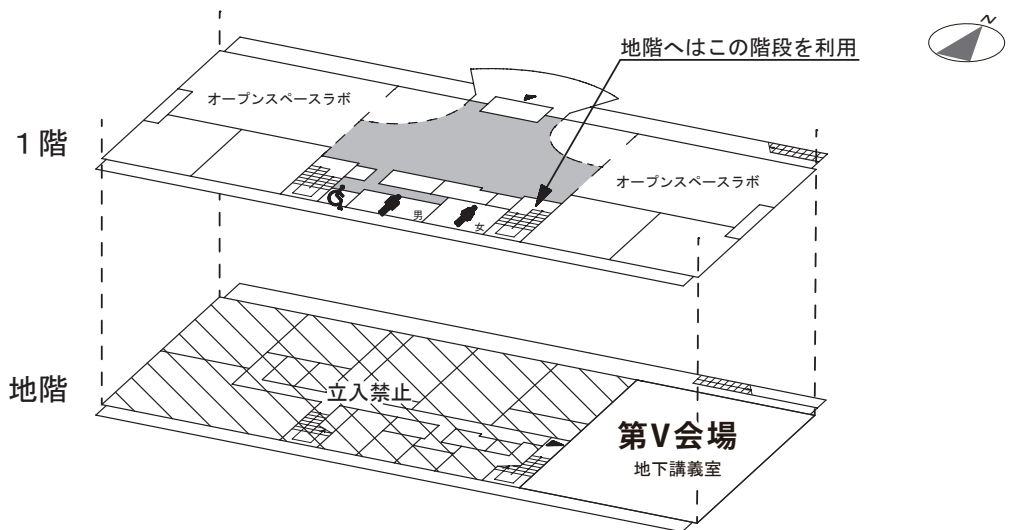 N
地階へはこの階段を利用
オープンスペースラボ
1階
オープンスペースラボ
男
女
地階
立入禁止
第V会場
地下講義室